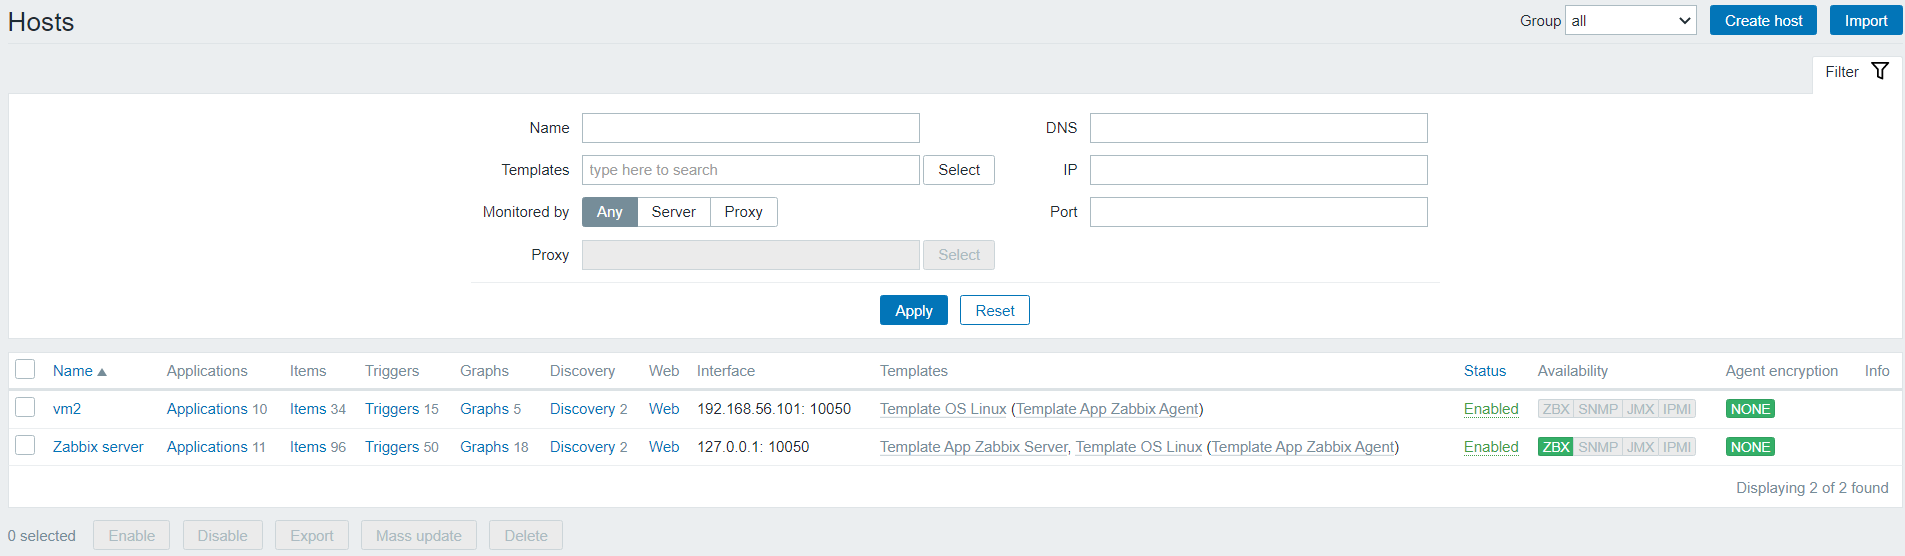 Hosts Group all Create host Import
Filter
Name DNS
Templates type here to search Select IP
Monitored by Any Server Proxy Port
Proxy Select
Apply Reset
Name Applications Items Triggers Graphs Discovery Web Interface Templates Status Availability Agent encryption Info
vm2 Applications 10 Items 34 Triggers 15 Graphs 5 Discovery 2 Web 192.168.56.101: 10050 Template OS Linux (Template App Zabbix Agent) Enabled ZBX SNMP JMX IPMI NONE
Zabbix server Applications 11 Items 96 Triggers 50 Graphs 18 Discovery 2 Web 127.0.0.1: 10050 Template App Zabbix Server, Template OS Linux (Template App Zabbix Agent) Enabled ZBX SNMP JMX IPMI NONE
Displaying 2 of 2 found
0 selected Enable Disable Export Mass update Delete